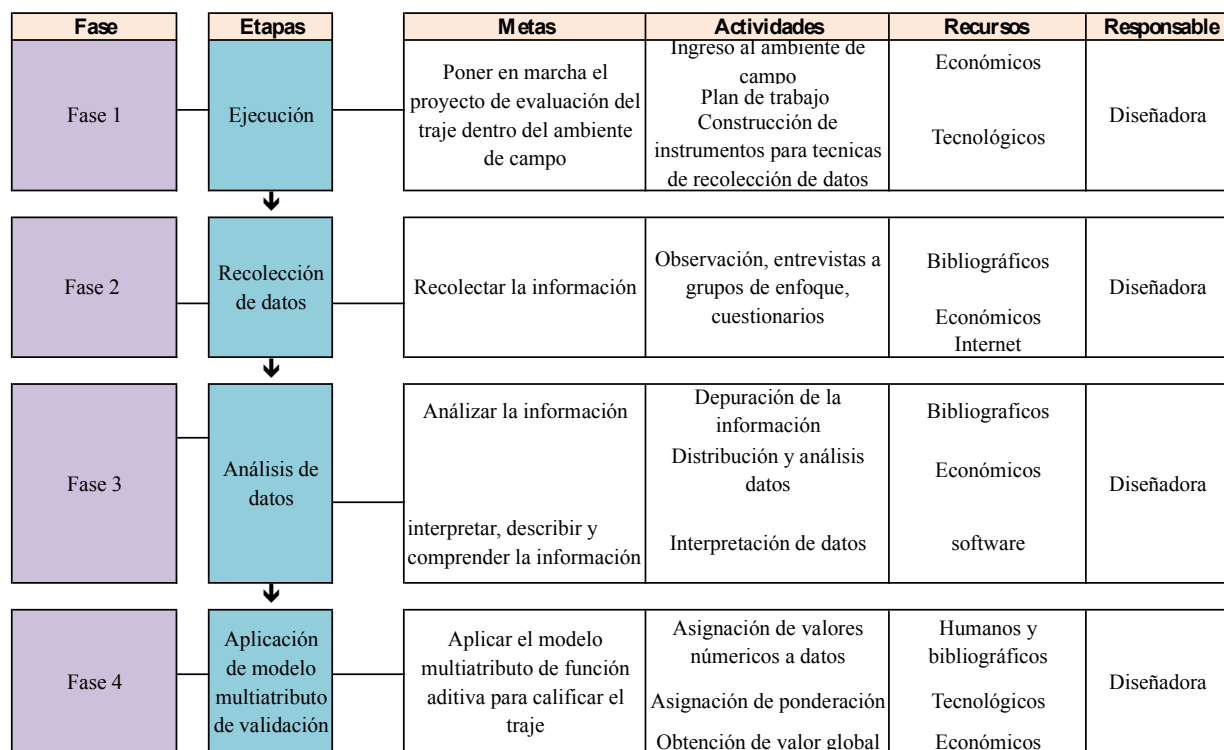 Fase Etapas Metas Actividades Recursos Responsable
Fase 1
Ejecución
Poner en marcha el
proyecto de evaluación del
traje dentro del ambiente
de campo
Ingreso al ambiente de
campo
Plan de trabajo
Construcción de
instrumentos para tecnicas
de recolección de datos
Económicos
Tecnológicos
Diseñadora
Fase 2
Recolección
de datos
Recolectar la información
Observación, entrevistas a
grupos de enfoque,
cuestionarios
Bibliográficos
Económicos
Internet
Diseñadora
Fase 3
Análisis de
datos
Análizar la información
interpretar, describir y
comprender la información
Depuración de la
información
Distribución y análisis
datos
Interpretación de datos
Bibliograficos
Económicos
software
Diseñadora
Fase 4
Aplicación
de modelo
multiatributo
de validación
Aplicar el modelo
multiatributo de función
aditiva para calificar el
traje
Asignación de valores
númericos a datos
Asignación de ponderación
Obtención de valor global
Humanos y
bibliográficos
Tecnológicos
Económicos
Diseñadora